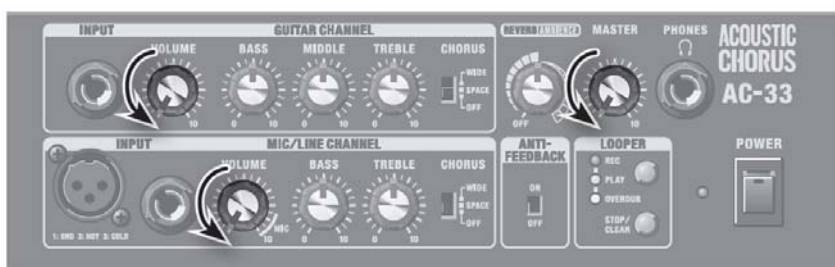 INPUT
GUITAR CHANNEL
VOLUME
BASS
MIDDLE
TREBLE
CHORUS
WIDE
SPACE
OFF
10
0
10
0
10
0
10
REVERB/AMBIENCE
OFF
MASTER
10
PHONES
ACOUSTIC
CHORUS
AC-33
INPUT
MIC/LINE CHANNEL
VOLUME
BASS
TREBLE
CHORUS
WIDE
SPACE
OFF
MIC
10
0
10
0
10
1: GND 2: HOT 3: COLD
ANTI-
FEEDBACK
ON
OFF
LOOPER
REC
PLAY
OVERDUB
STOP/
CLEAR
POWER